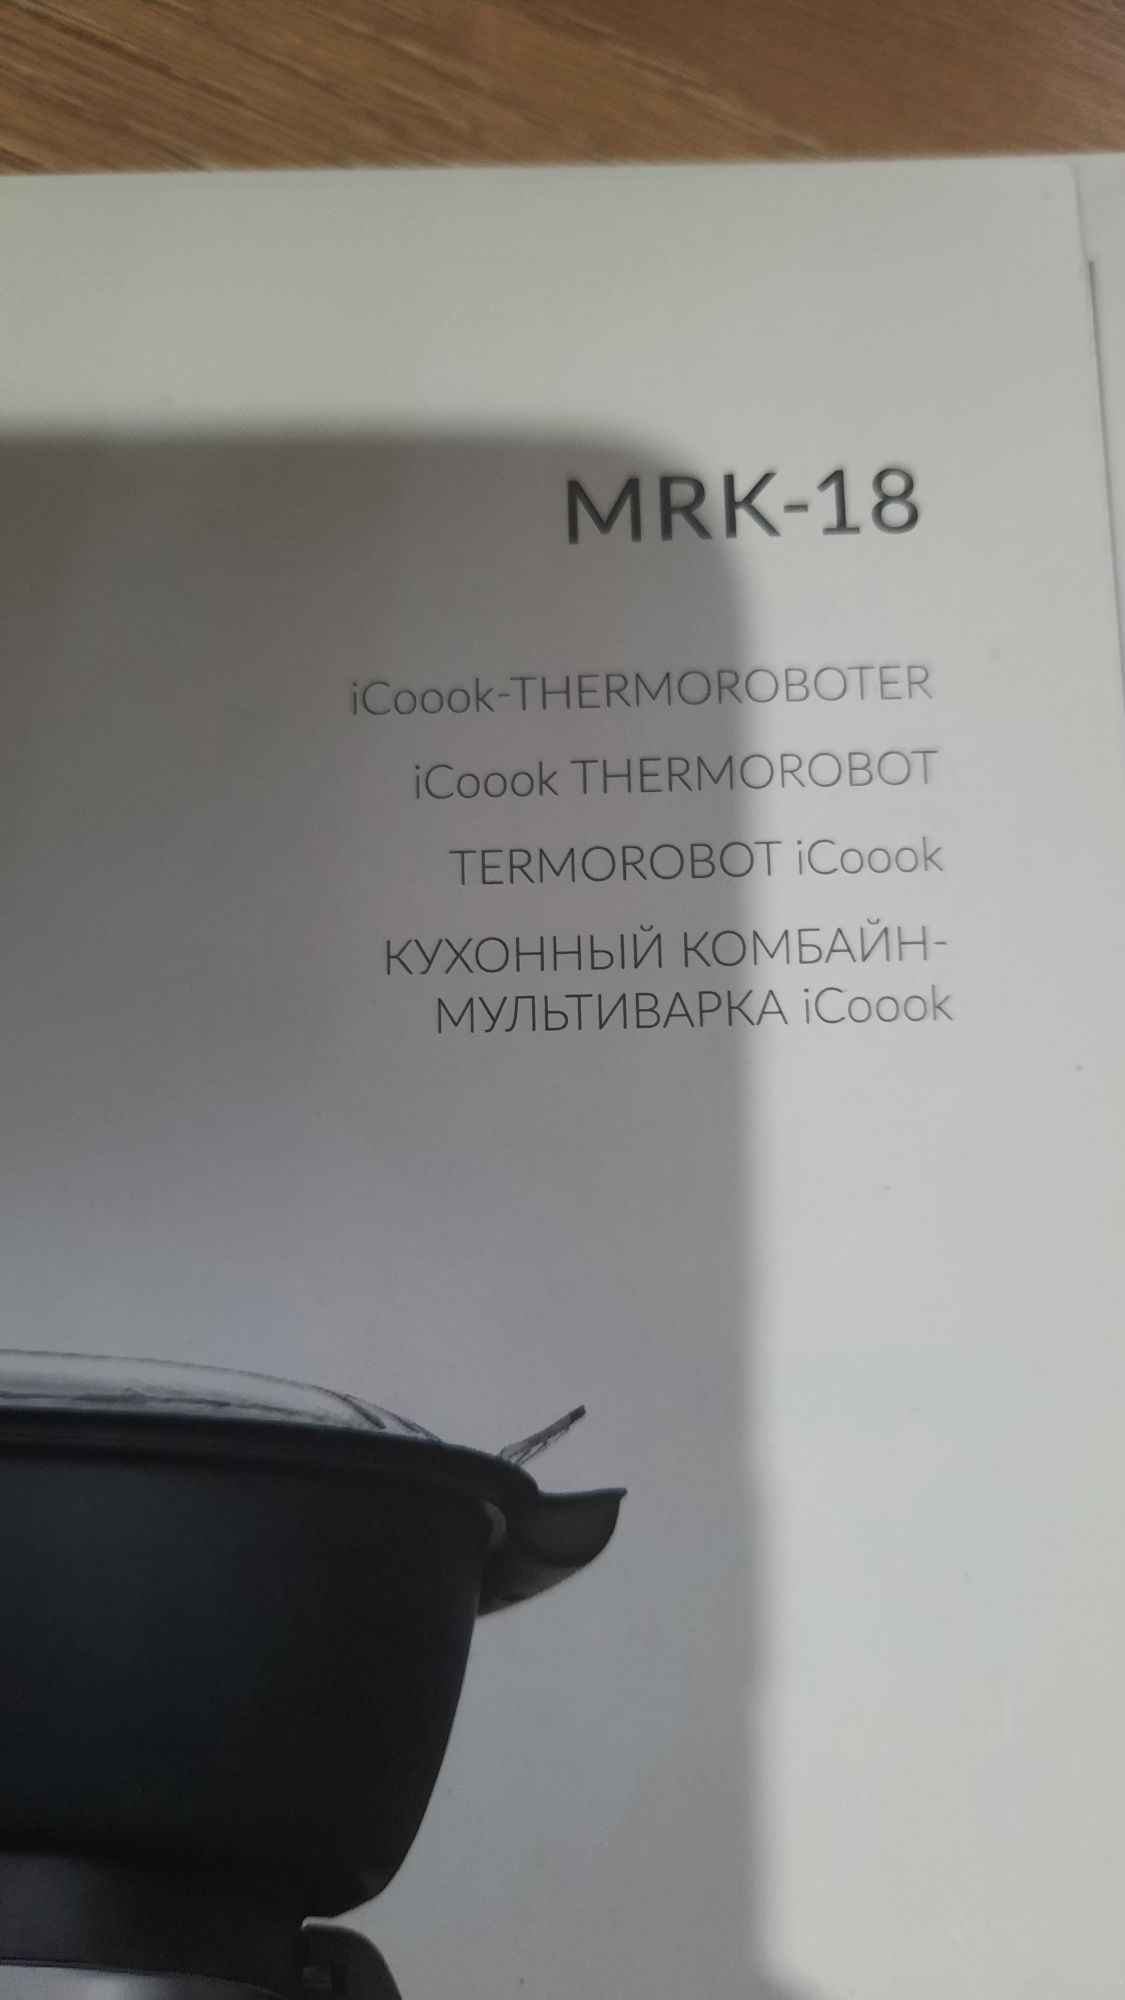 MRK-18
iCoook-THERMOROBOTER
iCoook THERMOROBOT
TERMOROBOT iCoook
КУХОННЫЙ КОМБАЙН-
МУЛЬТИВАРКА iCoook